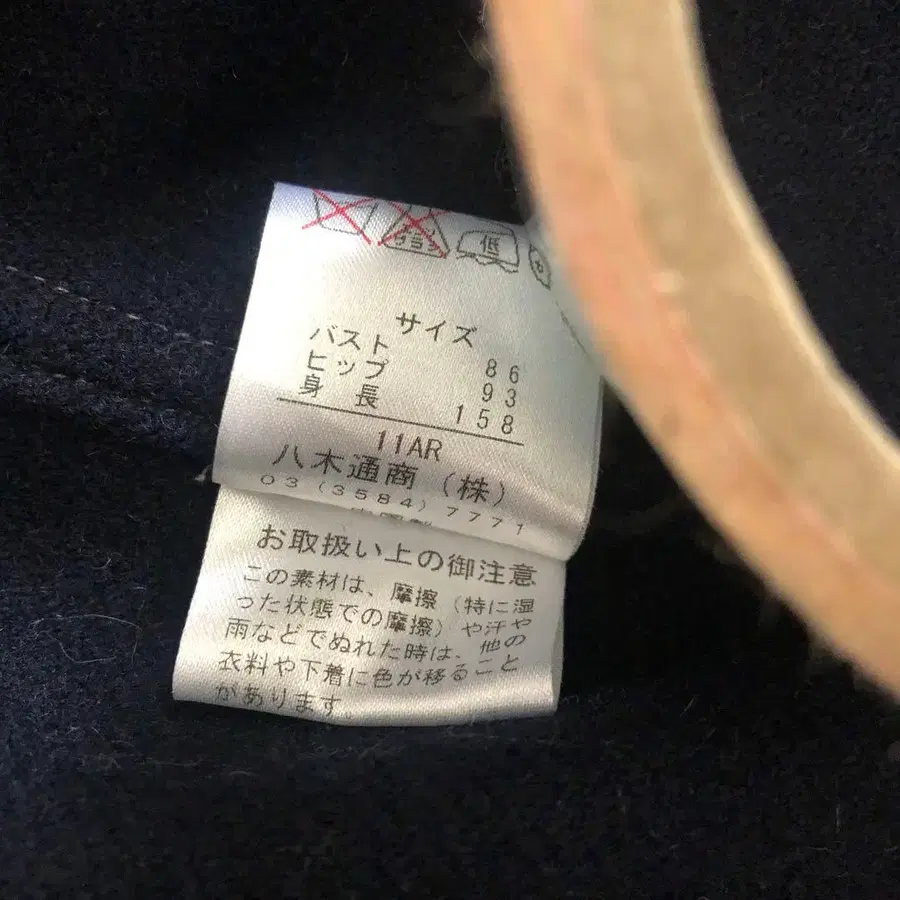 低
サイズ
バスト 86
ヒップ 93
身長 158
11AR
八木通商(株)
03(3584)7771
お取扱い上の御注意
この素材は、摩擦(特に湿
った状態での摩擦)や汗や
雨などでぬれた時は、他の
衣料や下着に色が移ること
があります。